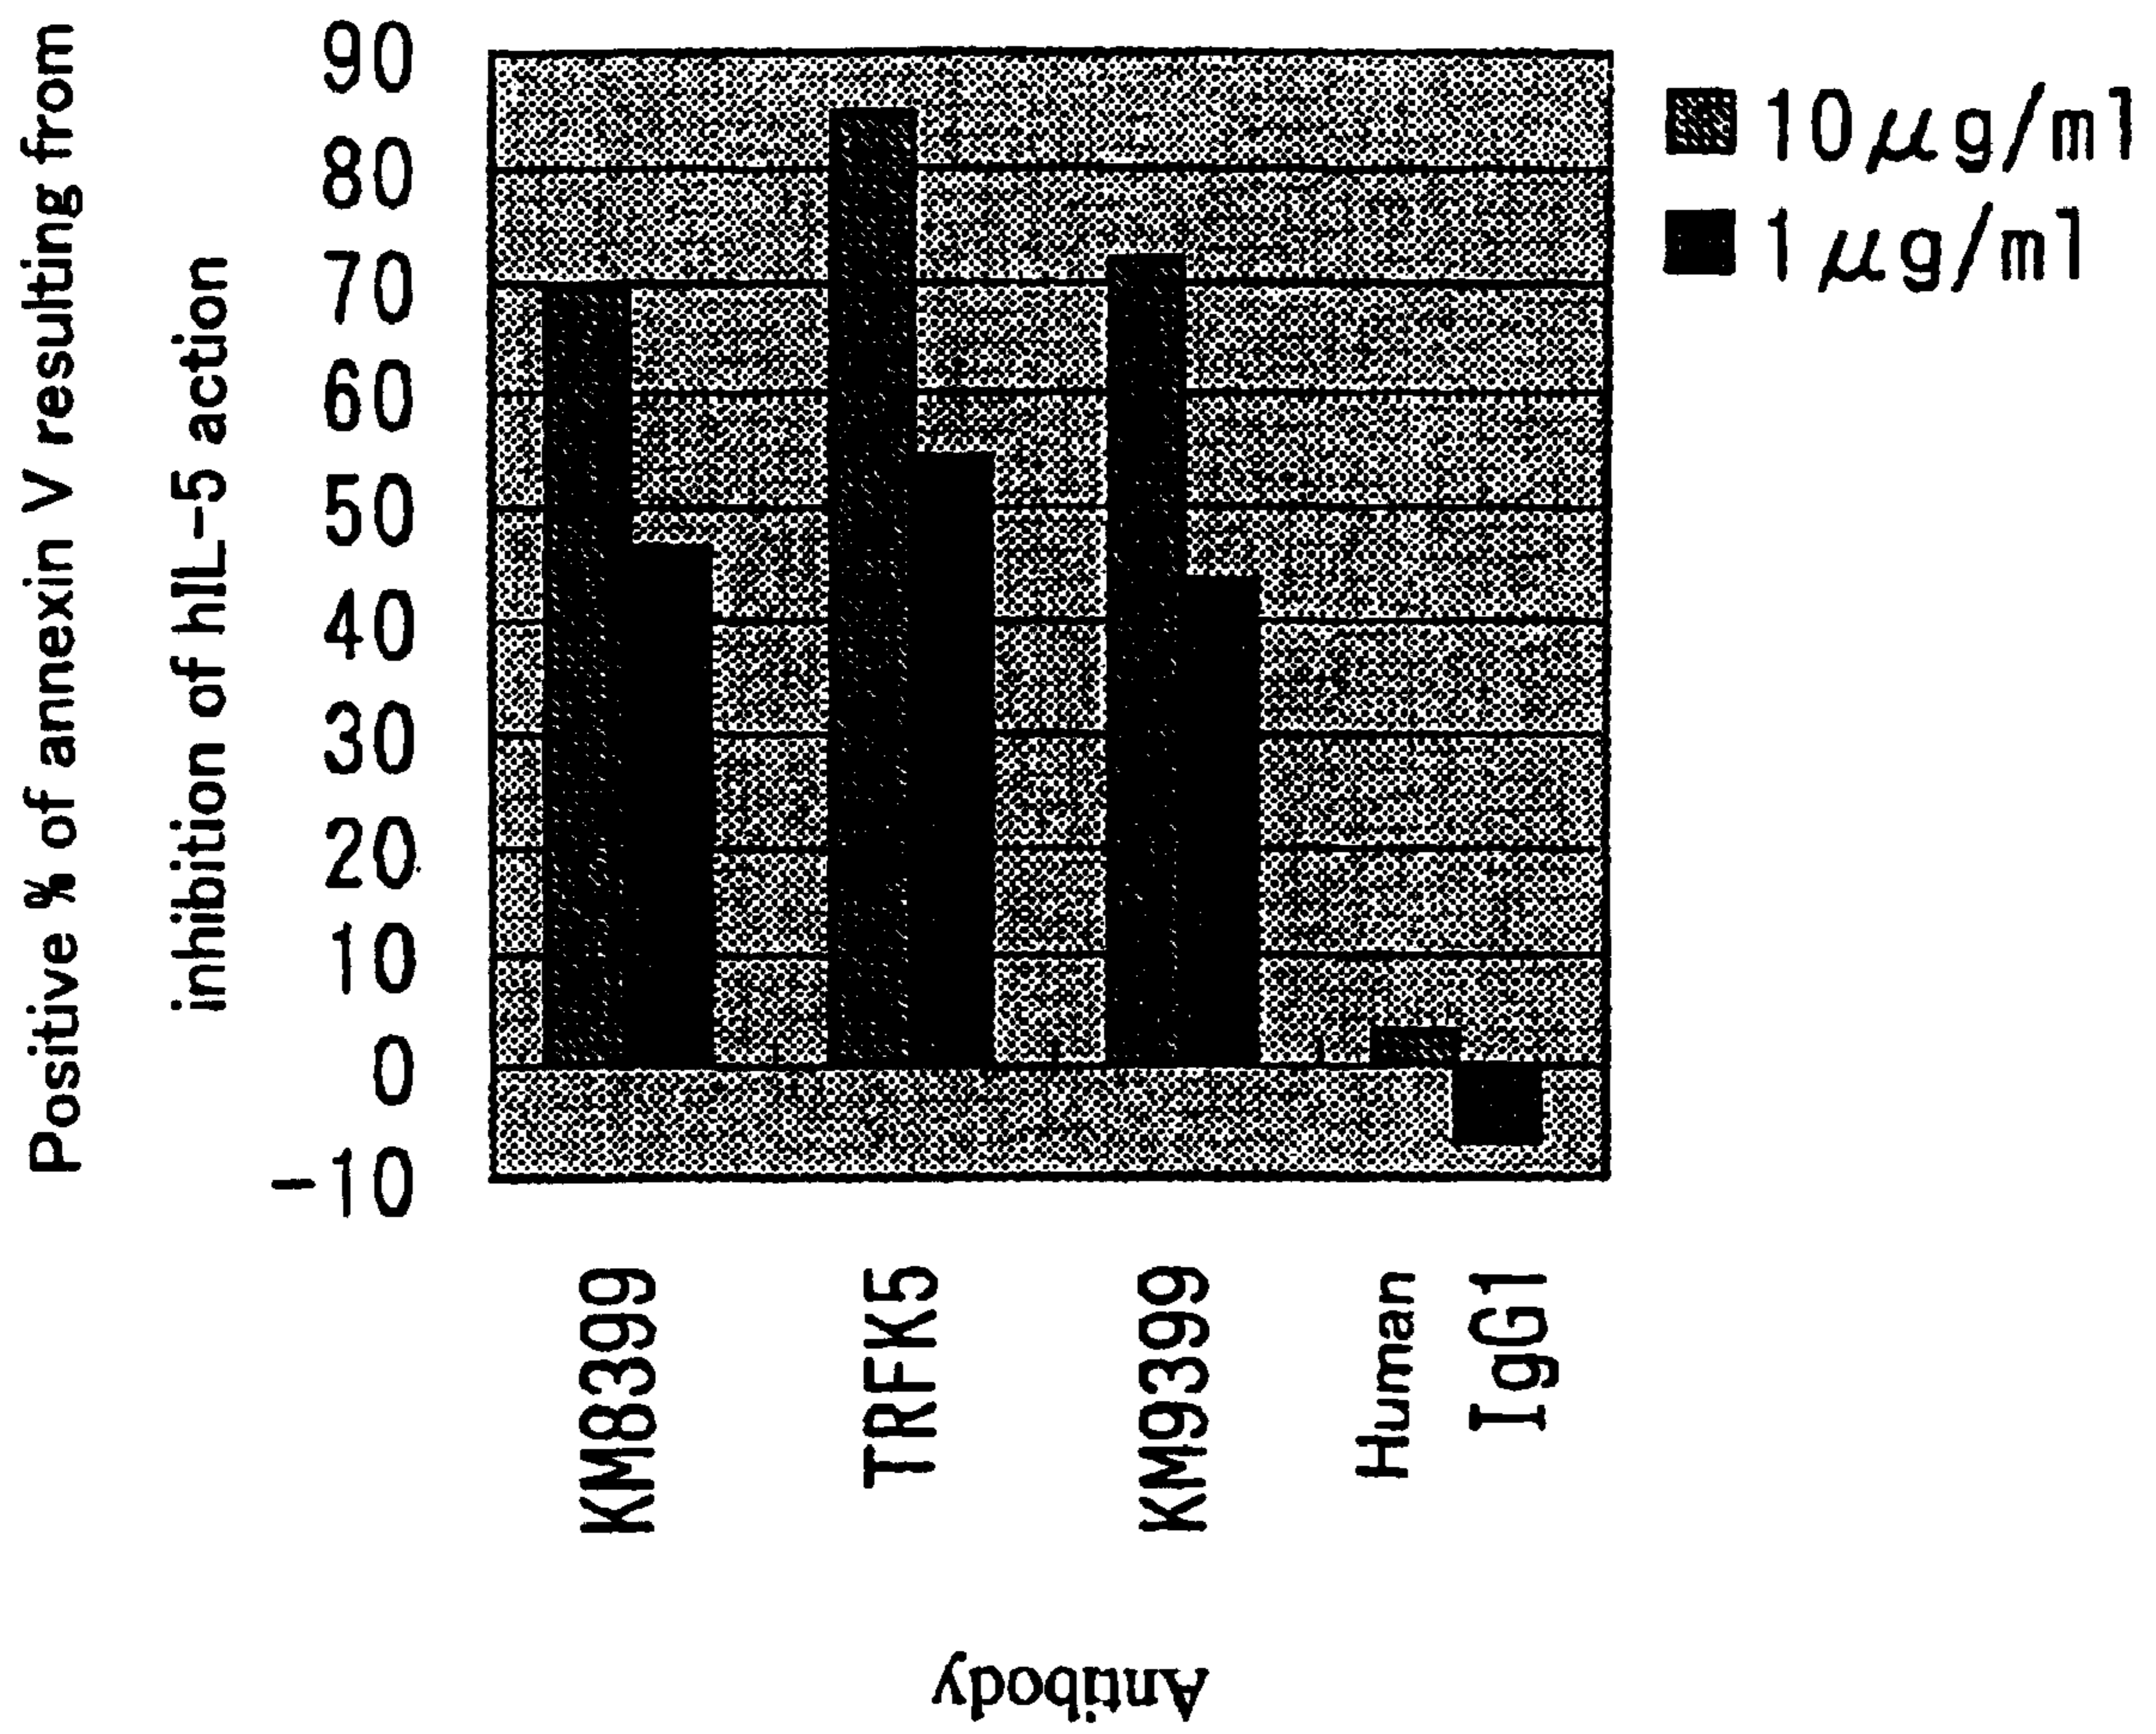 Positive % of annexin V resulting from
inhibition of hIL-5 action
90
80
70
60
50
40
30
20
10
0
-10
10μg/ml
1μg/ml
KM8399
TRFK5
KM9399
Human
IgG1
Antibody